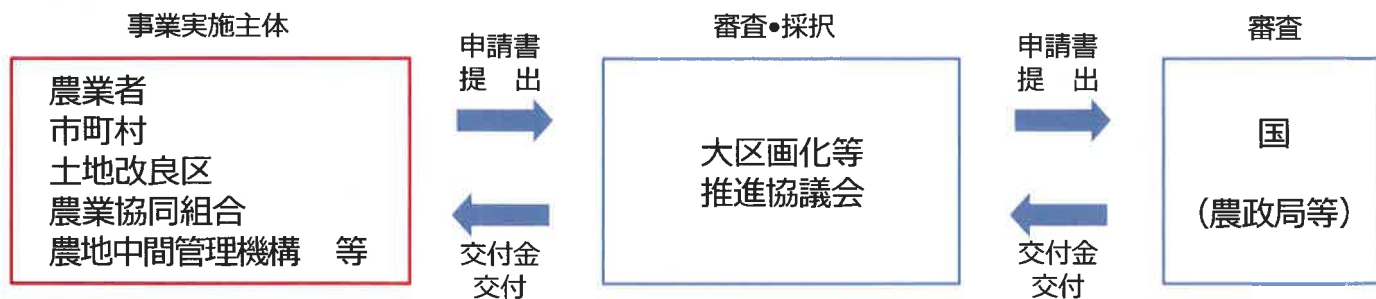 事業実施主体
農業者
市町村
土地改良区
農業協同組合
農地中間管理機構　等
申請書
提　出
交付金
交付
審査•採択
大区画化等
推進協議会
申請書
提　出
交付金
交付
審査
国
（農政局等）